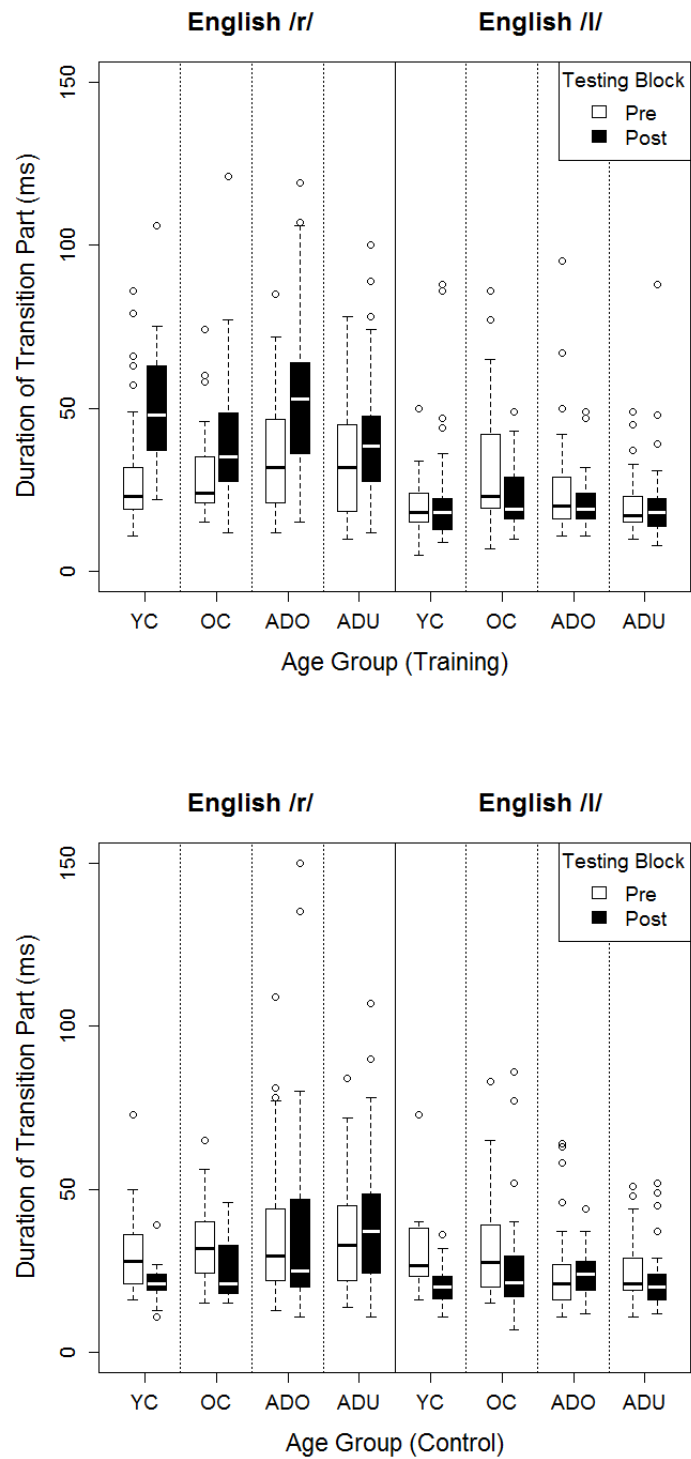 English /r/ English /l/
Testing Block
Pre
Post
Duration of Transition Part (ms)
150
100
50
0
YC OC ADO ADU YC OC ADO ADU
Age Group (Training)
English /r/ English /l/
Testing Block
Pre
Post
Duration of Transition Part (ms)
150
100
50
0
YC OC ADO ADU YC OC ADO ADU
Age Group (Control)